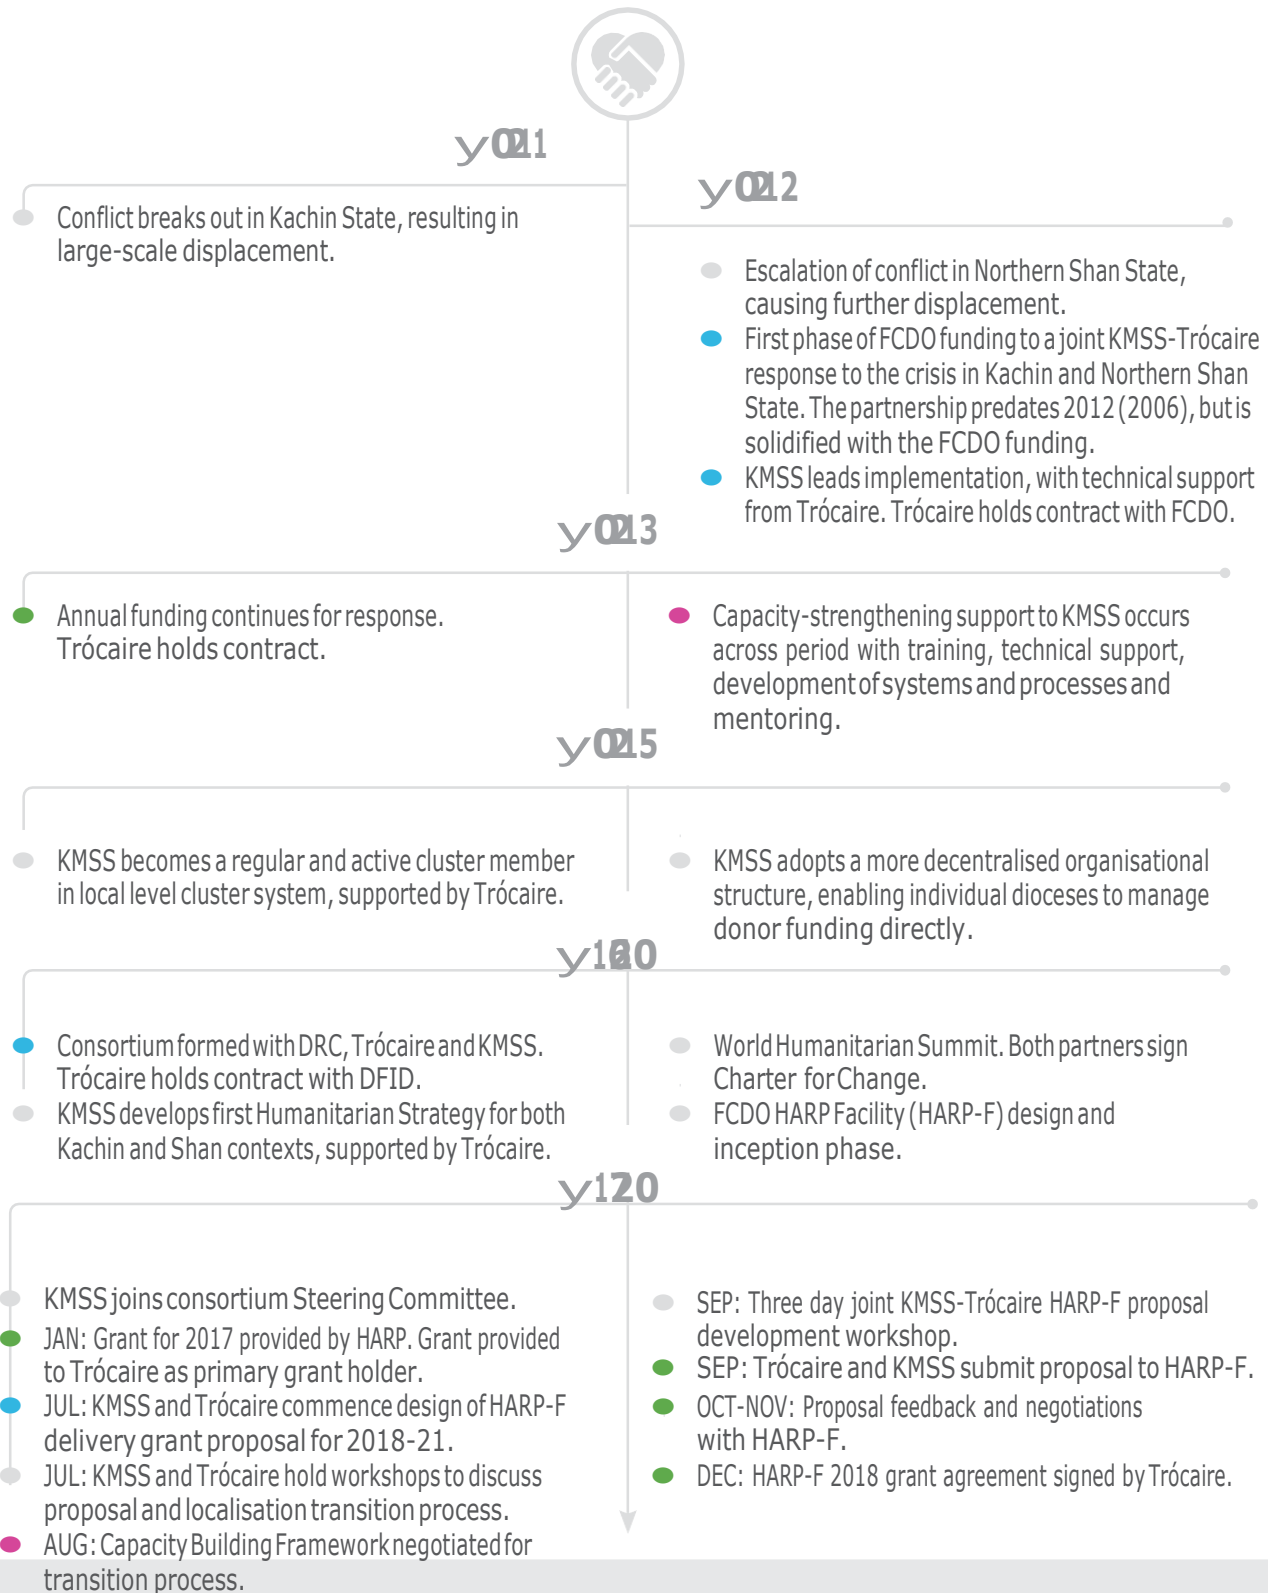 2011
Conflict breaks out in Kachin State, resulting in
large-scale displacement.
2012
Escalation of conflict in Northern Shan State,
causing further displacement.
First phase of FCDO funding to a joint KMSS-Trócaire
response to the crisis in Kachin and Northern Shan
State. The partnership predates 2012 (2006), but is
solidified with the FCDO funding.
KMSS leads implementation, with technical support
from Trócaire. Trócaire holds contract with FCDO.
2013
Annual funding continues for response.
Trócaire holds contract.
Capacity-strengthening support to KMSS occurs
across period with training, technical support,
development of systems and processes and
mentoring.
2015
KMSS becomes a regular and active cluster member
in local level cluster system, supported by Trócaire.
KMSS adopts a more decentralised organisational
structure, enabling individual dioceses to manage
donor funding directly.
2016
Consortium formed with DRC, Trócaire and KMSS.
Trócaire holds contract with DFID.
KMSS develops first Humanitarian Strategy for both
Kachin and Shan contexts, supported by Trócaire.
World Humanitarian Summit. Both partners sign
Charter for Change.
FCDO HARP Facility (HARP-F) design and
inception phase.
2017
KMSS joins consortium Steering Committee.
JAN: Grant for 2017 provided by HARP. Grant provided
to Trócaire as primary grant holder.
JUL: KMSS and Trócaire commence design of HARP-F
delivery grant proposal for 2018-21.
JUL: KMSS and Trócaire hold workshops to discuss
proposal and localisation transition process.
AUG: Capacity Building Framework negotiated for
transition process.
SEP: Three day joint KMSS-Trócaire HARP-F proposal
development workshop.
SEP: Trócaire and KMSS submit proposal to HARP-F.
OCT-NOV: Proposal feedback and negotiations
with HARP-F.
DEC: HARP-F 2018 grant agreement signed by Trócaire.